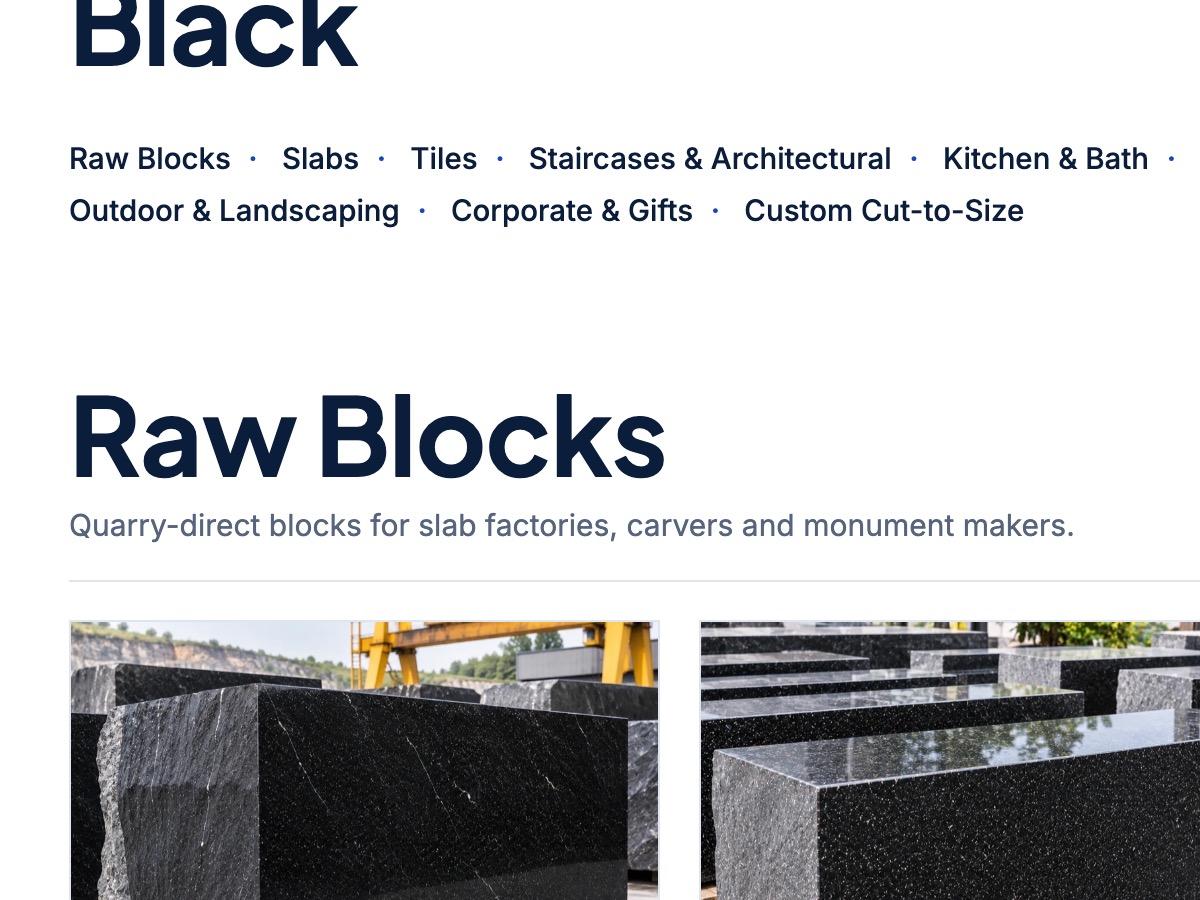 Black
Raw Blocks · Slabs · Tiles · Staircases & Architectural · Kitchen & Bath ·
Outdoor & Landscaping · Corporate & Gifts · Custom Cut-to-Size
Raw Blocks
Quarry-direct blocks for slab factories, carvers and monument makers.